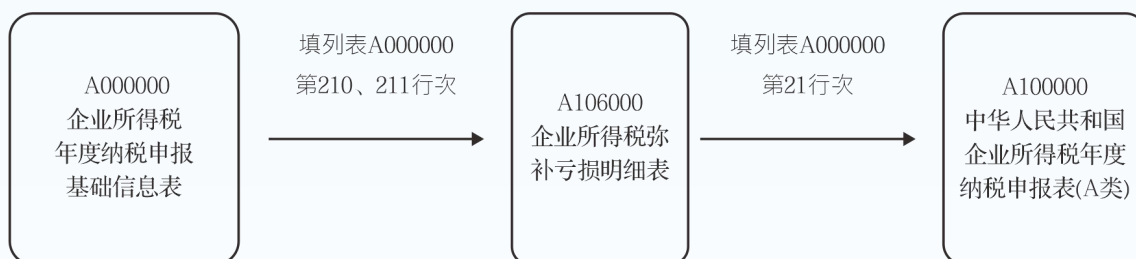 A000000
企业所得税
年度纳税申报
基础信息表
填列表A000000
第210、211行次
A106000
企业所得税弥
补亏损明细表
填列表A000000
第21行次
A100000
中华人民共和国
企业所得税年度
纳税申报表(A类)